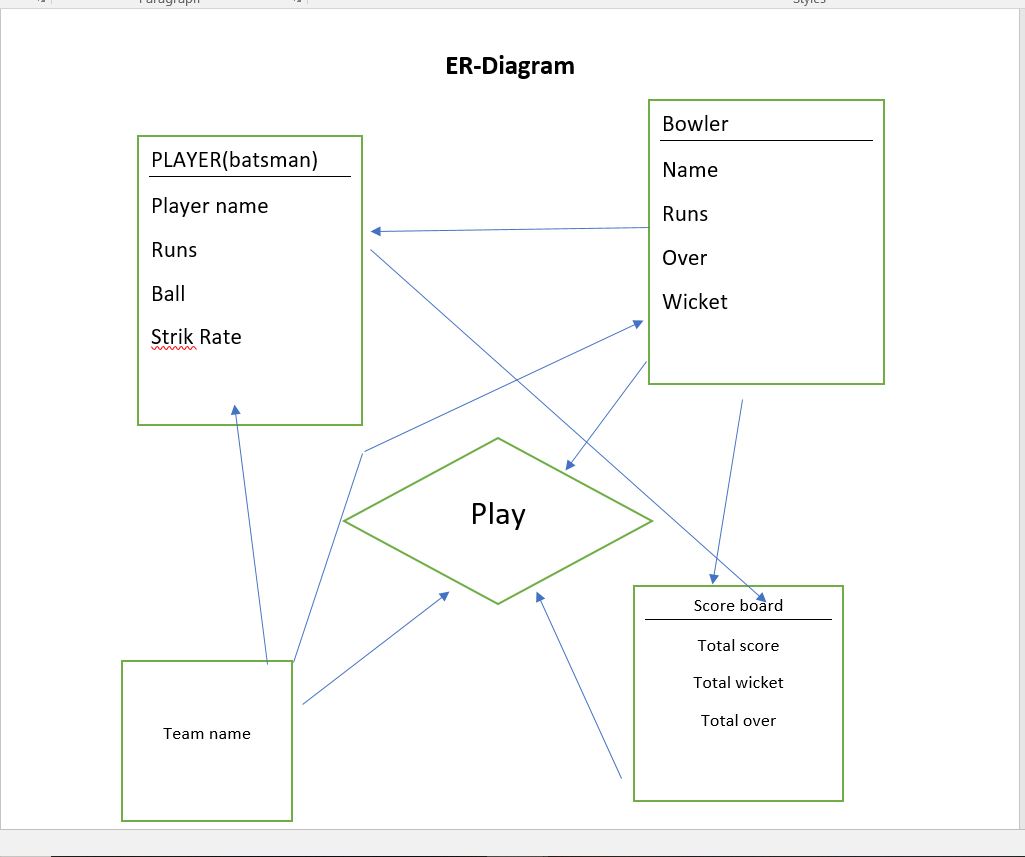 ER-Diagram
PLAYER(batsman)
Player name
Runs
Ball
Strik Rate
Bowler
Name
Runs
Over
Wicket
Play
Team name
Score board
Total score
Total wicket
Total over